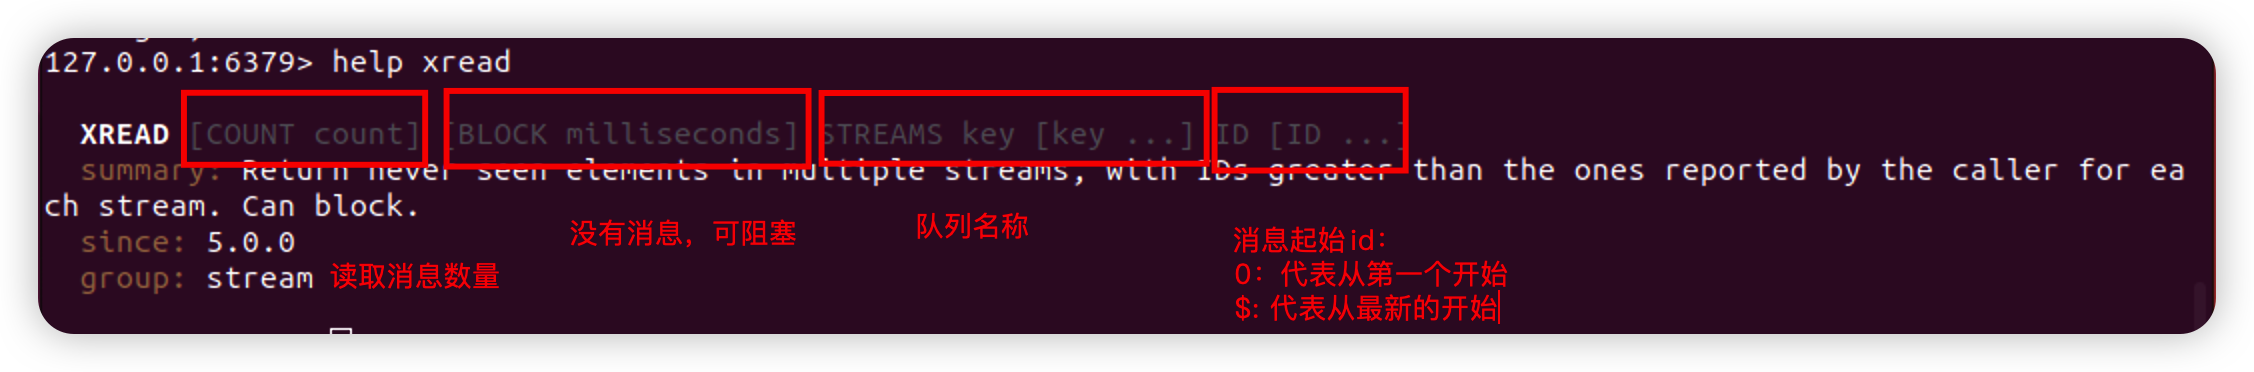 127.0.0.1:6379> help xread
XREAD [COUNT count] [BLOCK milliseconds] STREAMS key [key ...] ID [ID ...]
summary: Return never seen elements in multiple streams, with IDs greater than the ones reported by the caller for ea
ch stream. Can block.
没有消息，可阻塞
队列名称
since: 5.0.0
消息起始id：
group: stream
读取消息数量
0：代表从第一个开始
$: 代表从最新的开始